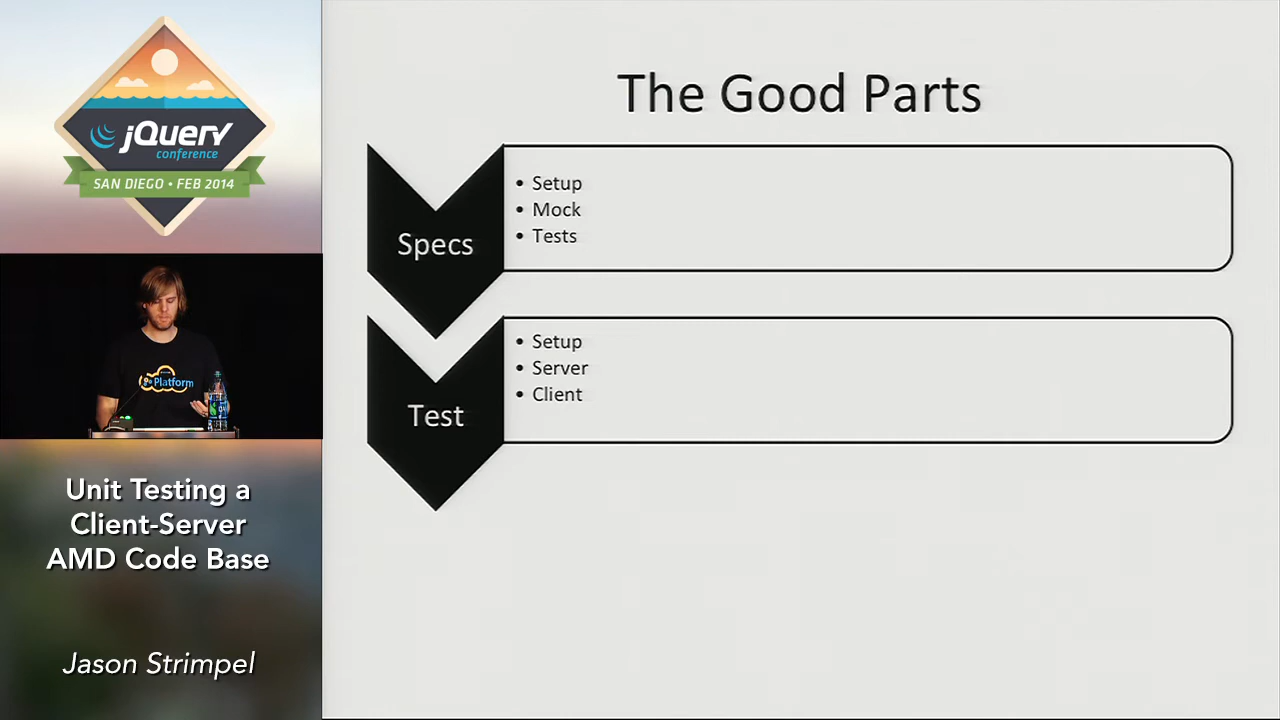 jQuery
conference
SAN DIEGO • FEB 2014
Platform
Unit Testing a
Client-Server
AMD Code Base
Jason Strimpel
The Good Parts
Specs
• Setup
• Mock
• Tests
Test
• Setup
• Server
• Client